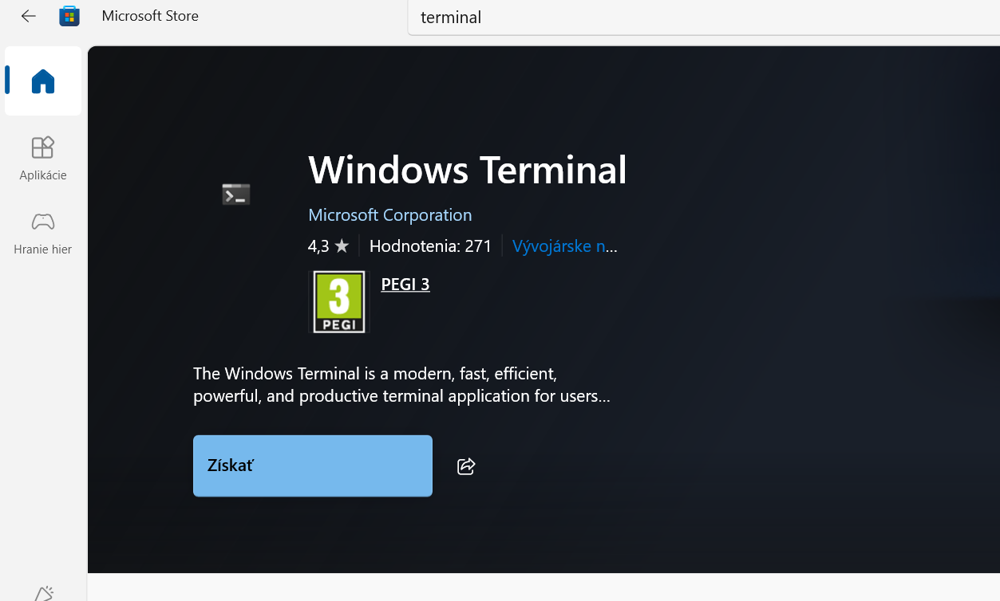 Microsoft Store
terminal
Aplikácie
Hranie hier
Windows Terminal
Microsoft Corporation
4,3 ★ Hodnotenia: 271 Vývojárske n...
3
PEGI
PEGI 3
The Windows Terminal is a modern, fast, efficient,
powerful, and productive terminal application for users...
Získať